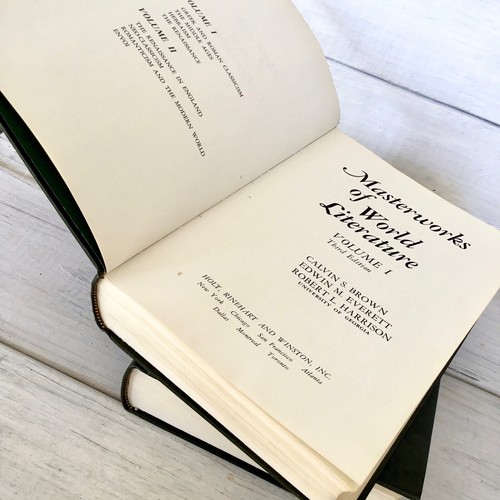 VOLUME I
GREEK AND ROMAN CLASSICISM
THE MIDDLE AGES
HEBRAISM
THE RENAISSANCE
VOLUME II
THE RENAISSANCE IN ENGLAND
NEOCLASSICISM
ROMANTICISM AND THE MODERN WORLD
ENVOI
Masterworks
of World
Literature
VOLUME I
Third Edition
CALVIN S. BROWN
EDWIN M. EVERETT
ROBERT L. HARRISON
UNIVERSITY OF GEORGIA
HOLT, RINEHART AND WINSTON, INC.
New York Chicago San Francisco Atlanta
Dallas Montreal Toronto